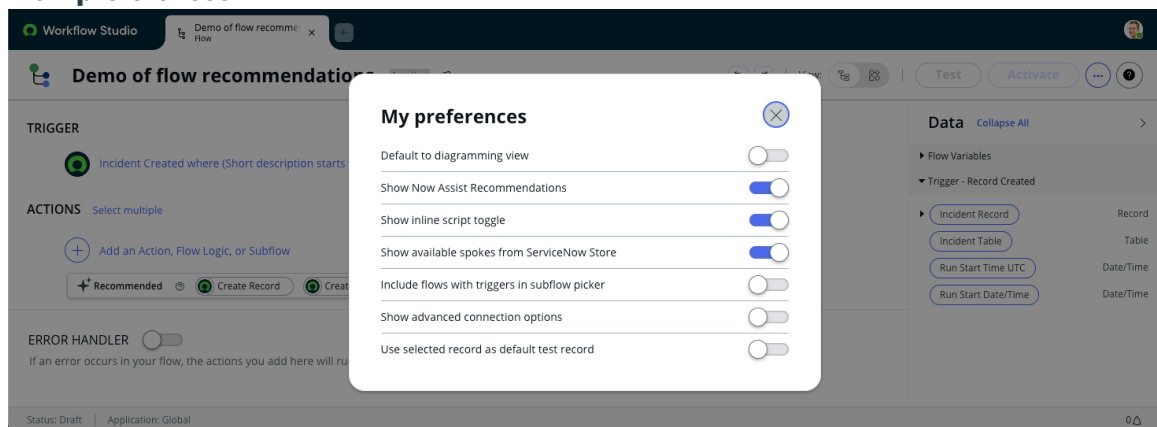 Workflow Studio
Demo of flow recomme
Flow
Demo of flow recommendations
View:
Test
Activate
TRIGGER
Incident Created where (Short description starts
ACTIONS
Select multiple
Add an Action, Flow Logic, or Subflow
Recommended
Create Record
Creat
ERROR HANDLER
If an error occurs in your flow, the actions you add here will ru
My preferences
Default to diagramming view
Show Now Assist Recommendations
Show inline script toggle
Show available spokes from ServiceNow Store
Include flows with triggers in subflow picker
Show advanced connection options
Use selected record as default test record
Data
Collapse All
Flow Variables
Trigger - Record Created
Incident Record
Record
Incident Table
Table
Run Start Time UTC
Date/Time
Run Start Date/Time
Date/Time
Status: Draft
Application: Global
0